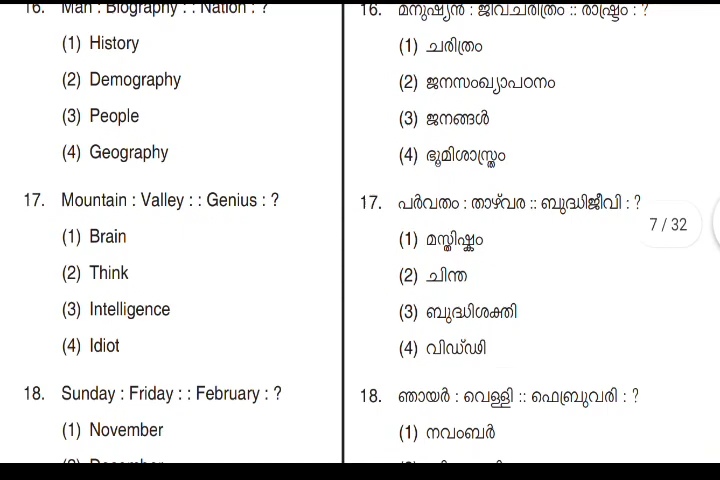 16. Man : Biography : : Nation : ?
(1) History
(2) Demography
(3) People
(4) Geography
17. Mountain : Valley : : Genius : ?
(1) Brain
(2) Think
(3) Intelligence
(4) Idiot
18. Sunday : Friday : : February : ?
(1) November
(2) December
16. മനുഷ്യൻ : ജീവചരിത്രം :: രാഷ്ട്രം : ?
(1) ചരിത്രം
(2) ജനസംഖ്യാപഠനം
(3) ജനങ്ങൾ
(4) ഭൂമിശാസ്ത്രം
17. പർവതം : താഴ്‌വര :: ബുദ്ധിജീവി : ?
(1) മസ്തിഷ്കം
(2) ചിന്ത
(3) ബുദ്ധിശക്തി
(4) വിഡ്ഢി
18. ഞായർ : വെള്ളി :: ഫെബ്രുവരി : ?
(1) നവംബർ
7 / 32